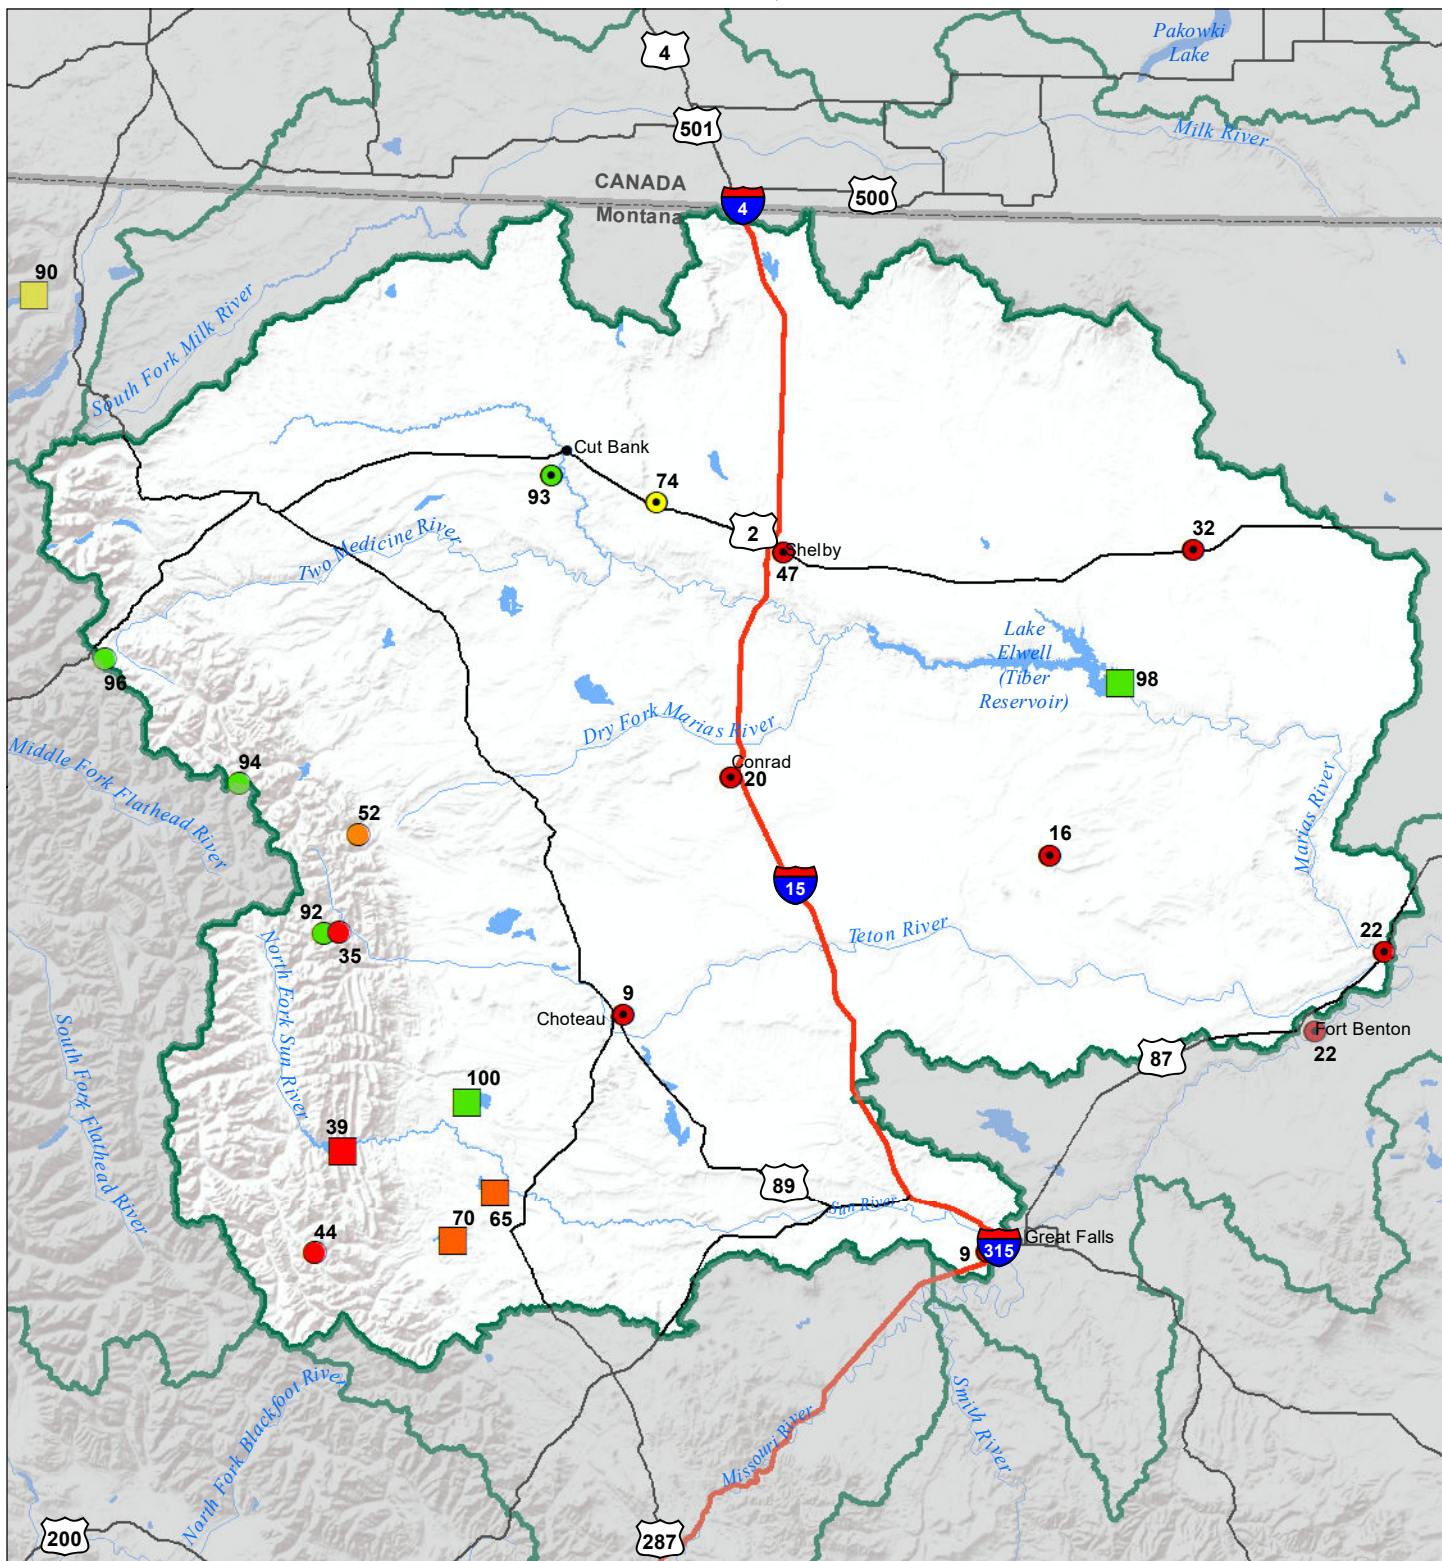 Pakowki
Lake
4
501
Milk River
CANADA
500
4
Montana
90
South Fork Milk River
Cut Bank
93
74
2
Shelby
47
32
Two Medicine River
Lake
Elwell
(Tiber
Reservoir)
98
96
Dry Fork Marias River
Middle Fork Flathead River
94
Conrad
20
52
Marias River
16
15
92
35
North Fork Sun River
Teton River
22
9
Choteau
Fort Benton
22
87
South Fork Flathead River
100
39
89
65
Sun River
70
44
Great Falls
9
315
Smith River
Missouri River
North Fork Blackfoot River
200
287